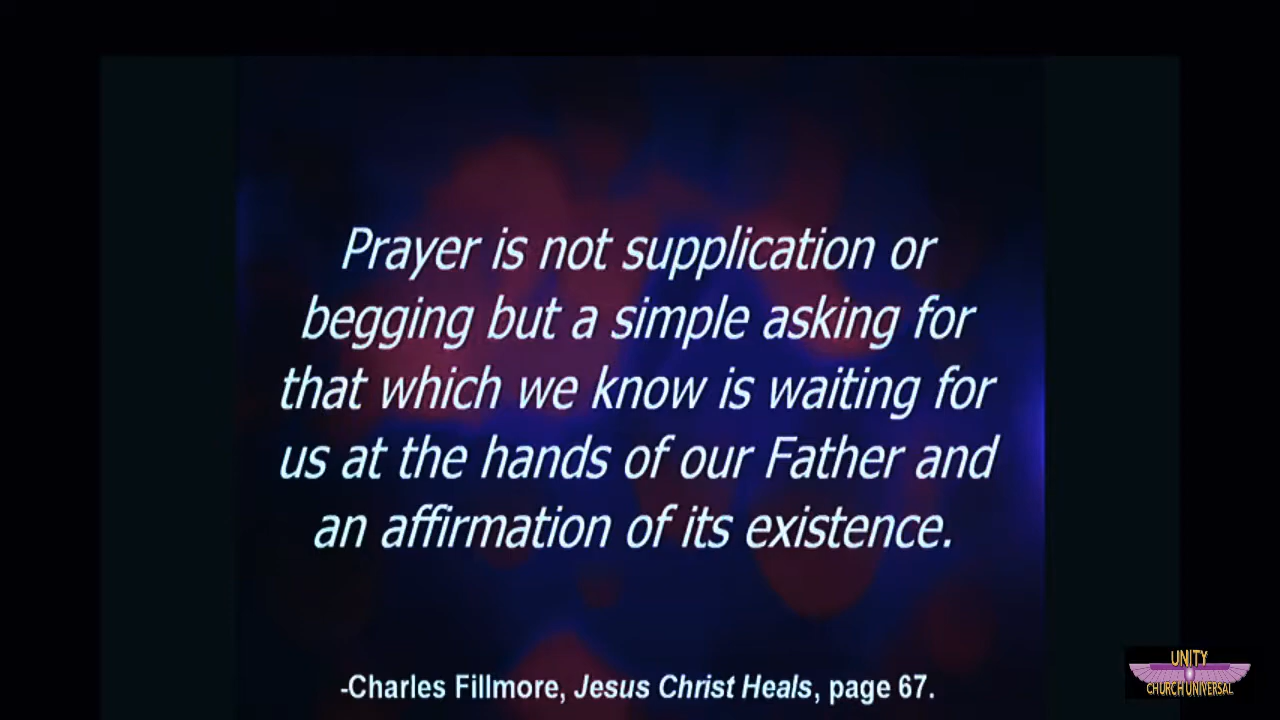 Prayer is not supplication or
begging but a simple asking for
that which we know is waiting for
us at the hands of our Father and
an affirmation of its existence.
-Charles Fillmore, Jesus Christ Heals, page 67.
UNITY
CHURCH UNIVERSAL